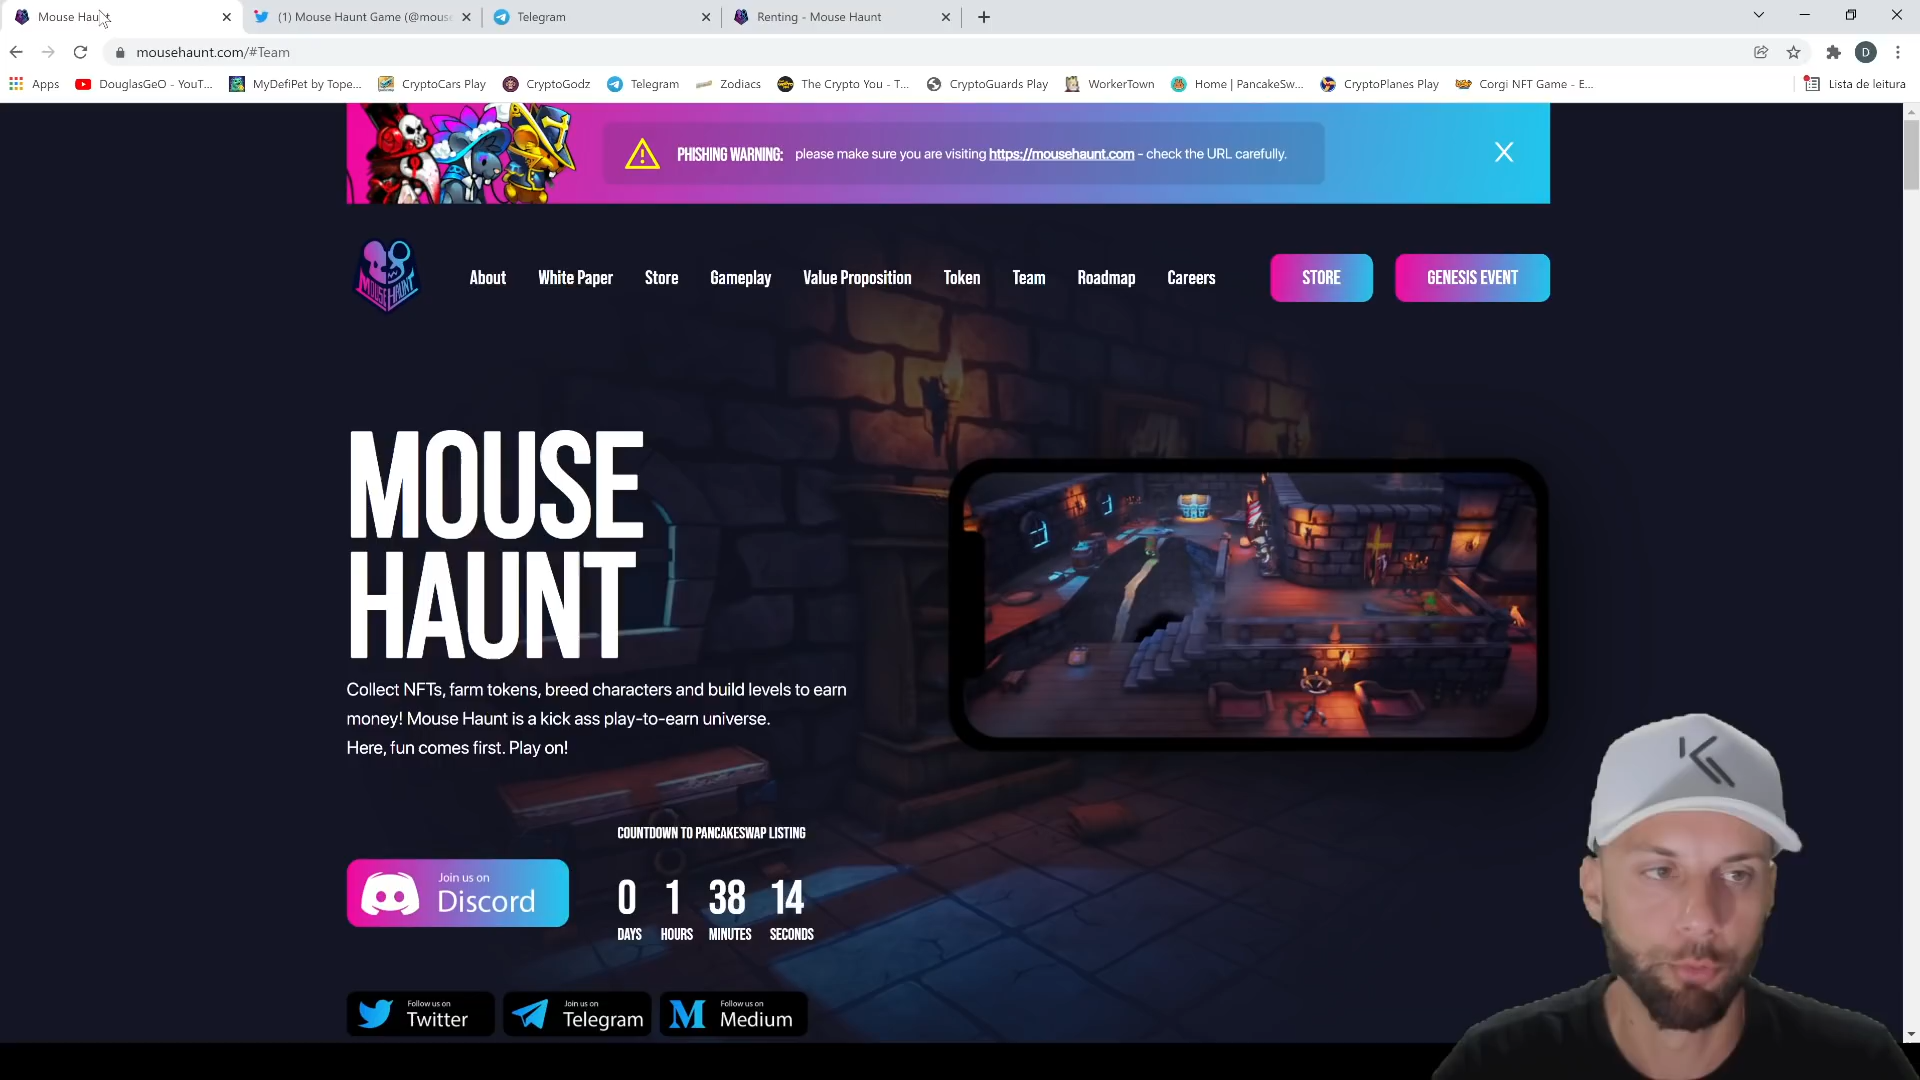 Mouse Haunt
(1) Mouse Haunt Game (@mouse
Telegram
Renting - Mouse Haunt
mousehaunt.com/#Team
D
Apps
DouglasGeO - YouT...
MyDefiPet by Tope...
CryptoCars Play
CryptoGodz
Telegram
Zodiacs
The Crypto You - T...
CryptoGuards Play
WorkerTown
Home | PancakeSw...
CryptoPlanes Play
Corgi NFT Game - E...
Lista de leitura
PHISHING WARNING: please make sure you are visiting https://mousehaunt.com - check the URL carefully.
MOUSE HAUNT
About
White Paper
Store
Gameplay
Value Proposition
Token
Team
Roadmap
Careers
STORE
GENESIS EVENT
MOUSE
HAUNT
Collect NFTs, farm tokens, breed characters and build levels to earn
money! Mouse Haunt is a kick ass play-to-earn universe.
Here, fun comes first. Play on!
COUNTDOWN TO PANCAKESWAP LISTING
Join us on
Discord
0 1 38 14
DAYS HOURS MINUTES SECONDS
Follow us on
Twitter
Join us on
Telegram
Follow us on
Medium